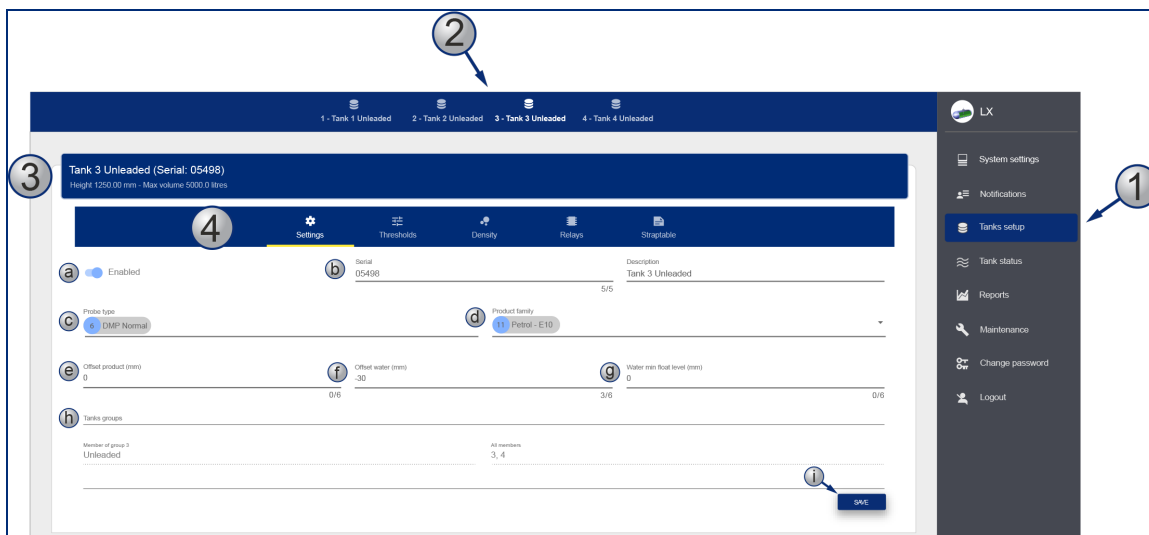 2
1 - Tank 1 Unleaded 2 - Tank 2 Unleaded 3 - Tank 3 Unleaded 4 - Tank 4 Unleaded
LX
1
System settings
Notifications
Tanks setup
Tank status
Reports
Maintenance
Change password
Logout
3
Tank 3 Unleaded (Serial: 05498)
Height 1250.00 mm - Max volume 5000.0 litres
4
Settings Thresholds Density Relays Straptable
a Enabled
b Serial
05498
5/5
Description
Tank 3 Unleaded
c Probe type
6 DMP Normal
d Product family
11 Petrol - E10
e Offset product (mm)
0
0/6
f Offset water (mm)
-30
3/6
g Water min float level (mm)
0
0/6
h Tanks groups
Member of group 3
Unleaded
All members
3, 4
i
SAVE